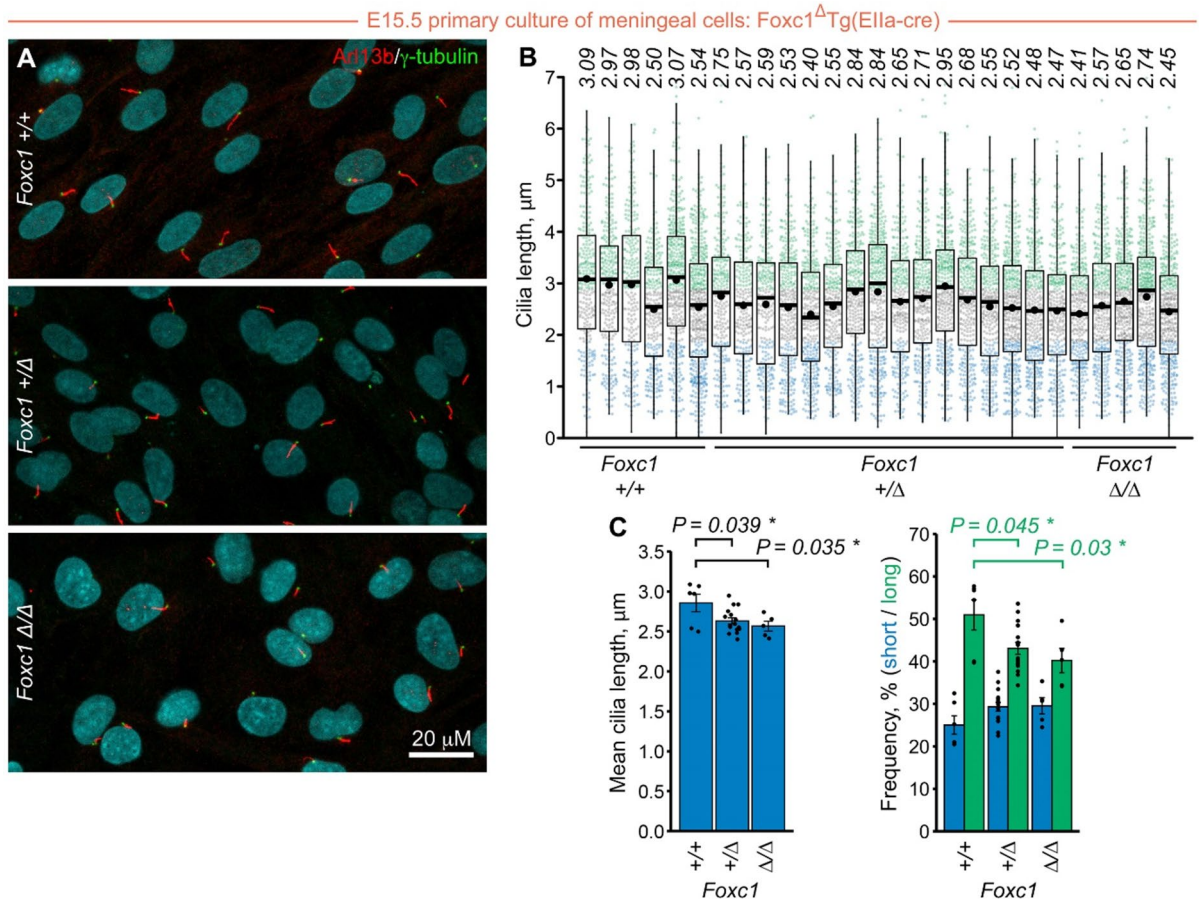 E15.5 primary culture of meningeal cells: Foxc1ΔTg(EIIa-cre)
A
Arl13b/γ-tubulin
Foxc1 +/+
Foxc1 +/Δ
Foxc1 Δ/Δ
20 μM
B
3.09 2.97 2.98 2.50 3.07 2.54 2.75 2.57 2.59 2.53 2.40 2.55 2.84 2.84 2.65 2.71 2.95 2.68 2.55 2.52 2.48 2.47 2.41 2.57 2.65 2.74 2.45
Cilia length, μm
7
6
5
4
3
2
1
0
Foxc1 Foxc1 Foxc1
+/+ +/Δ Δ/Δ
C
P = 0.039 *
P = 0.035 *
Mean cilia length, μm
3.5
3.0
2.5
2.0
1.5
1.0
0.5
0.0
+/+ +/Δ Δ/Δ
Foxc1
P = 0.045 *
P = 0.03 *
Frequency, % (short / long)
70
60
50
40
30
20
10
0
+/+ +/Δ Δ/Δ
Foxc1